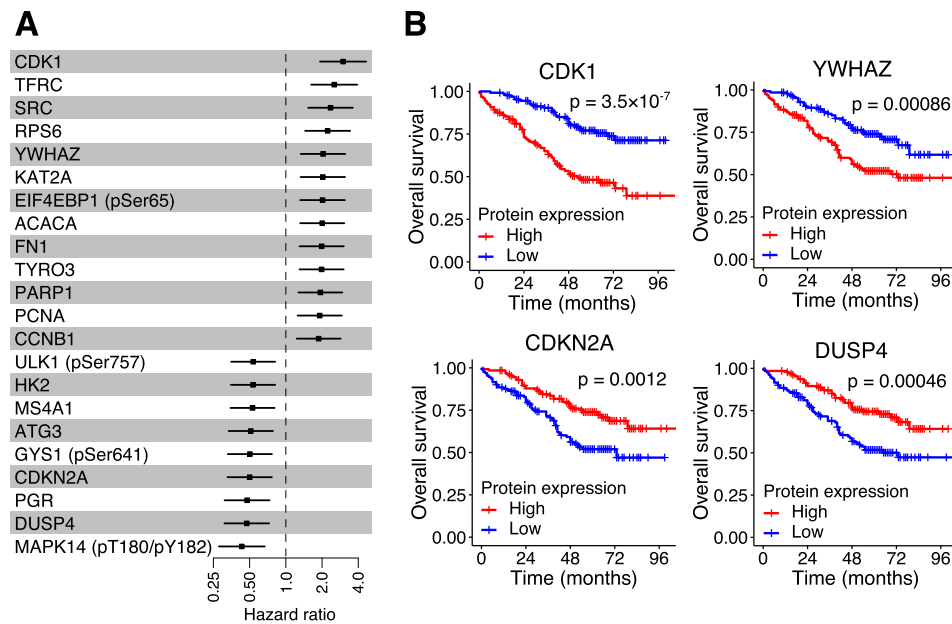 A
CDK1
TFRC
SRC
RPS6
YWHAZ
KAT2A
EIF4EBP1 (pSer65)
ACACA
FN1
TYRO3
PARP1
PCNA
CCNB1
ULK1 (pSer757)
HK2
MS4A1
ATG3
GYS1 (pSer641)
CDKN2A
PGR
DUSP4
MAPK14 (pT180/pY182)
0.25
0.50
1.0
2.0
4.0
Hazard ratio
B
CDK1
p = 3.5×10⁻⁷
Overall survival
1.00
0.75
0.50
0.25
0.00
Protein expression
High
Low
0 24 48 72 96
Time (months)
YWHAZ
p = 0.00086
Overall survival
1.00
0.75
0.50
0.25
0.00
Protein expression
High
Low
0 24 48 72 96
Time (months)
CDKN2A
p = 0.0012
Overall survival
1.00
0.75
0.50
0.25
0.00
Protein expression
High
Low
0 24 48 72 96
Time (months)
DUSP4
p = 0.00046
Overall survival
1.00
0.75
0.50
0.25
0.00
Protein expression
High
Low
0 24 48 72 96
Time (months)